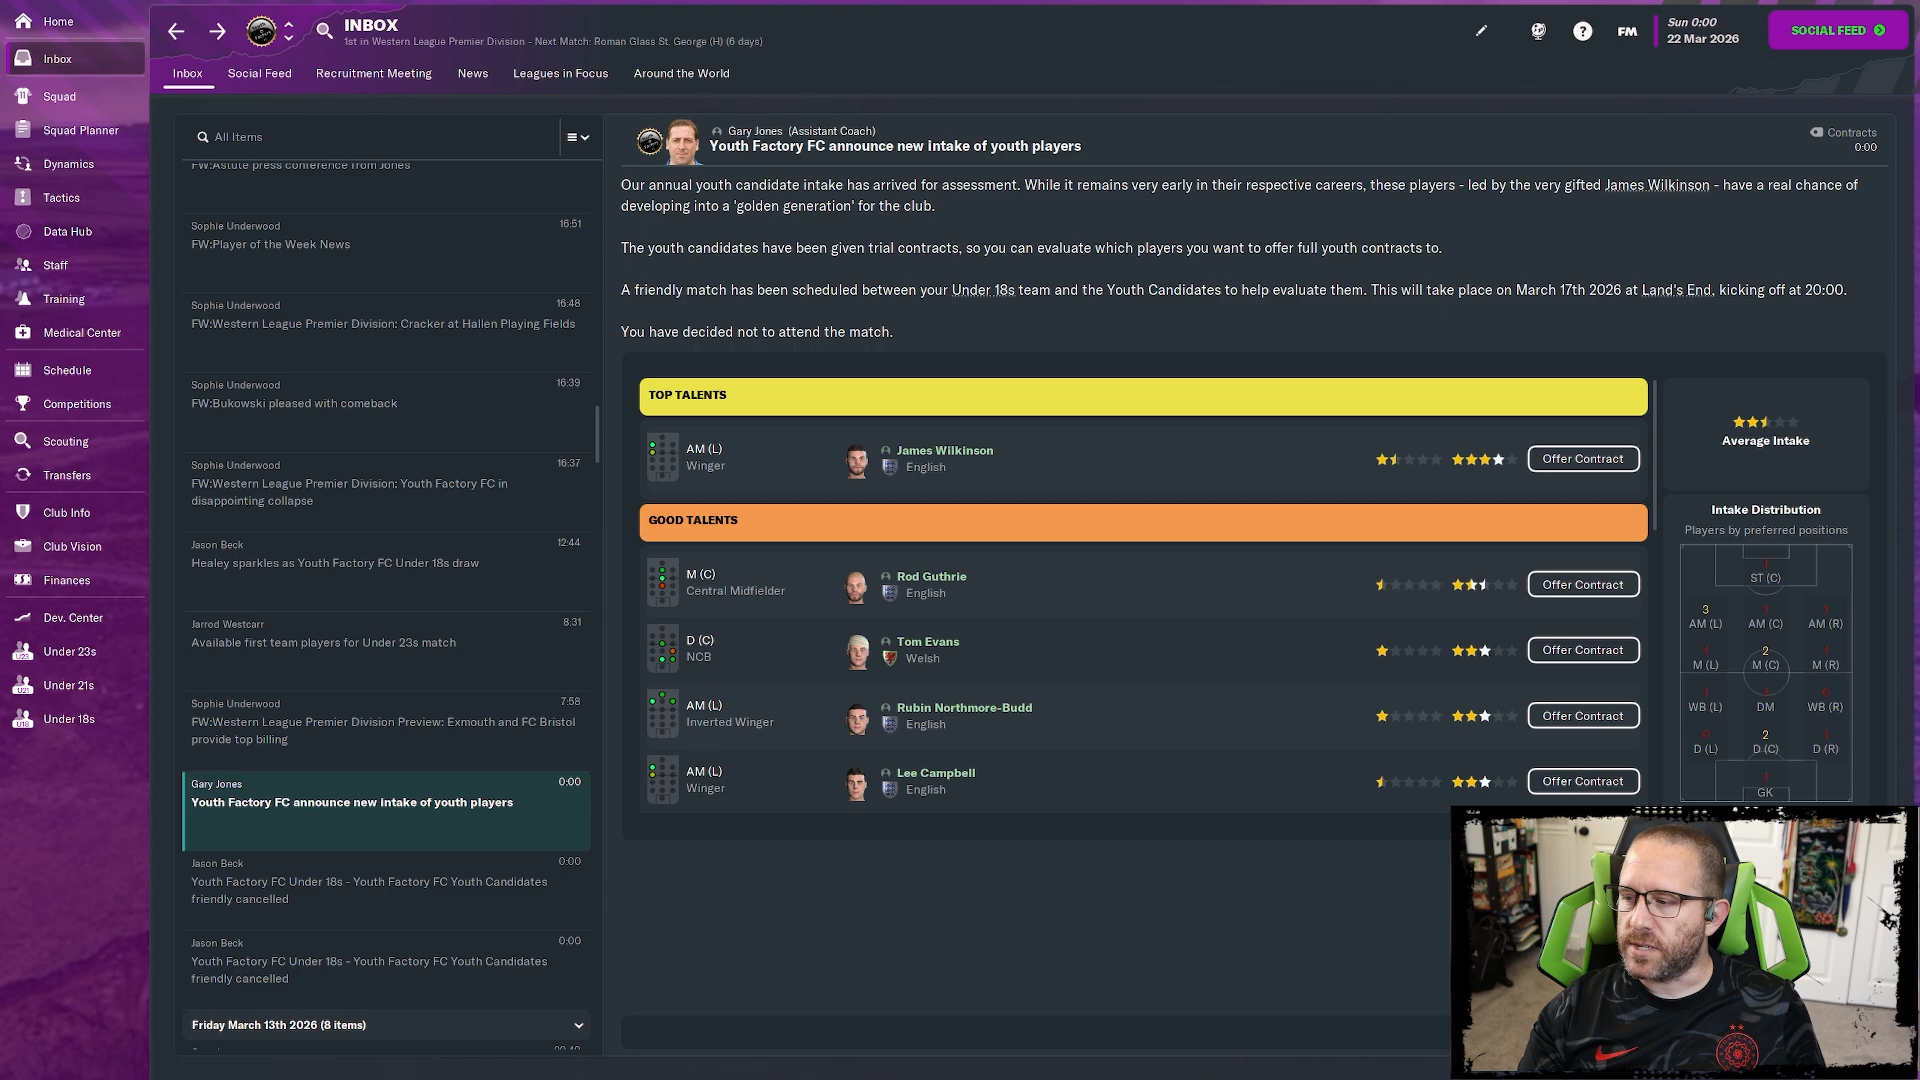 Home
Inbox
Squad
Squad Planner
Dynamics
Tactics
Data Hub
Staff
Training
Medical Center
Schedule
Competitions
Scouting
Transfers
Club Info
Club Vision
Finances
Dev. Center
Under 23s
Under 21s
Under 18s
INBOX
1st in Western League Premier Division - Next Match: Roman Glass St. George (H) (6 days)
FM
Sun 0:00
22 Mar 2026
SOCIAL FEED
Inbox
Social Feed
Recruitment Meeting
News
Leagues in Focus
Around the World
All Items
FW:Astute press conference from Jones
Sophie Underwood 16:51
FW:Player of the Week News
Sophie Underwood 16:48
FW:Western League Premier Division: Cracker at Hallen Playing Fields
Sophie Underwood 16:39
FW:Bukowski pleased with comeback
Sophie Underwood 16:37
FW:Western League Premier Division: Youth Factory FC in
disappointing collapse
Jason Beck 12:44
Healey sparkles as Youth Factory FC Under 18s draw
Jarrod Westcarr 8:31
Available first team players for Under 23s match
Sophie Underwood 7:58
FW:Western League Premier Division Preview: Exmouth and FC Bristol
provide top billing
Gary Jones 0:00
Youth Factory FC announce new intake of youth players
Jason Beck 0:00
Youth Factory FC Under 18s - Youth Factory FC Youth Candidates
friendly cancelled
Jason Beck 0:00
Youth Factory FC Under 18s - Youth Factory FC Youth Candidates
friendly cancelled
Friday March 13th 2026 (8 items)
Gary Jones (Assistant Coach)
Youth Factory FC announce new intake of youth players
Contracts
0:00
Our annual youth candidate intake has arrived for assessment. While it remains very early in their respective careers, these players - led by the very gifted James Wilkinson - have a real chance of
developing into a 'golden generation' for the club.
The youth candidates have been given trial contracts, so you can evaluate which players you want to offer full youth contracts to.
A friendly match has been scheduled between your Under 18s team and the Youth Candidates to help evaluate them. This will take place on March 17th 2026 at Land's End, kicking off at 20:00.
You have decided not to attend the match.
TOP TALENTS
AM (L)
Winger
James Wilkinson
English
Offer Contract
GOOD TALENTS
M (C)
Central Midfielder
Rod Guthrie
English
Offer Contract
D (C)
NCB
Tom Evans
Welsh
Offer Contract
AM (L)
Inverted Winger
Rubin Northmore-Budd
English
Offer Contract
AM (L)
Winger
Lee Campbell
English
Offer Contract
Average Intake
Intake Distribution
Players by preferred positions
1
ST (C)
3 1 1
AM (L) AM (C) AM (R)
1 2 1
M (L) M (C) M (R)
1 1 0
WB (L) DM WB (R)
0 2 1
D (L) D (C) D (R)
1
GK